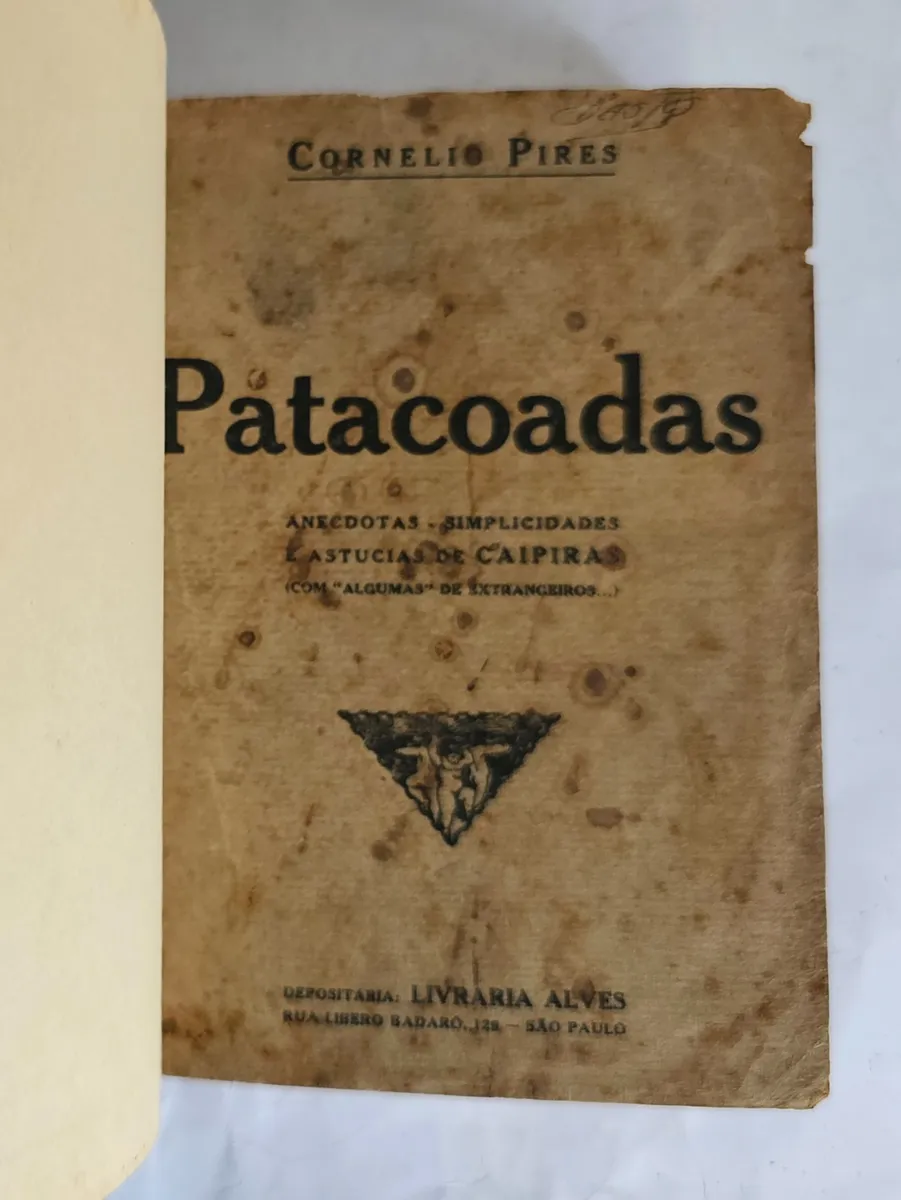 CORNELIO PIRES
Patacoadas
ANECDOTAS - SIMPLICIDADES
E ASTUCIAS DE CAIPIRAS
(COM "ALGUMAS" DE EXTRANGEIROS...)
DEPOSITARIA: LIVRARIA ALVES
RUA LIBERO BADARÓ, 129 — SÃO PAULO